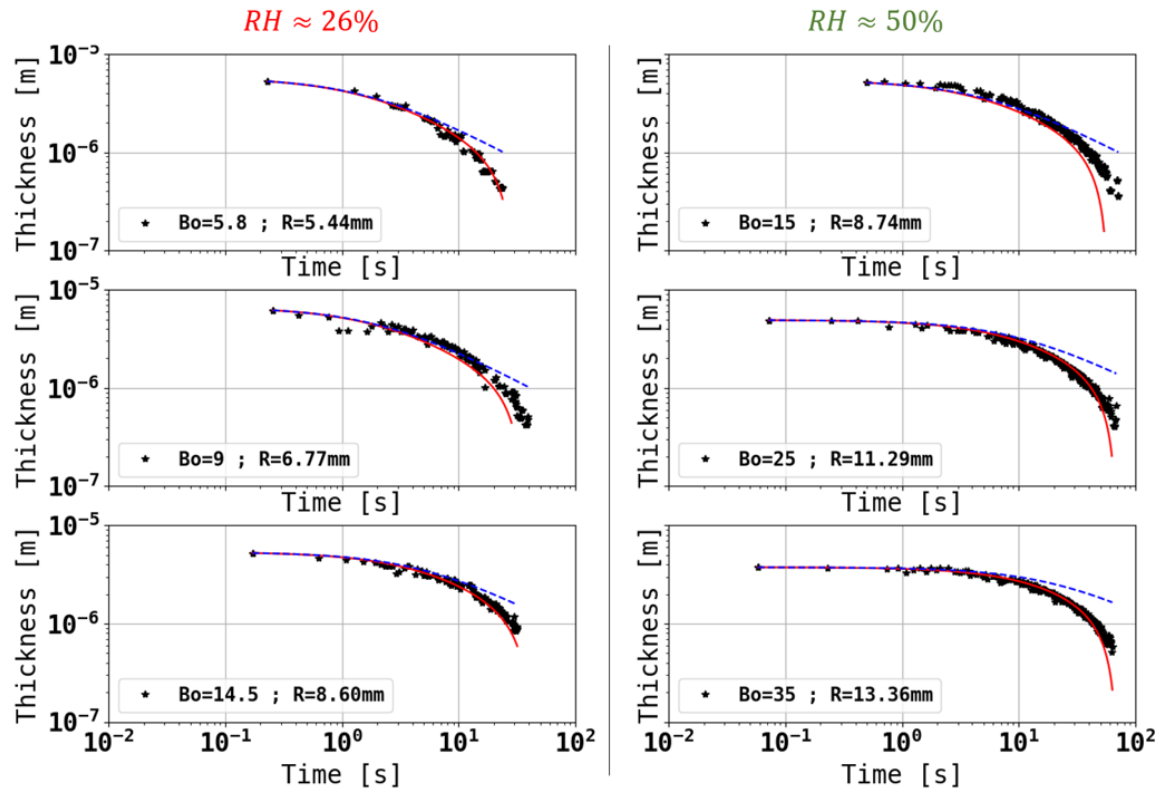 RH ≈ 26%
RH ≈ 50%
Thickness [m]
10⁻⁵
10⁻⁶
10⁻⁷
Bo=5.8 ; R=5.44mm
Time [s]
Thickness [m]
Bo=15 ; R=8.74mm
Time [s]
Thickness [m]
10⁻⁵
10⁻⁶
10⁻⁷
Bo=9 ; R=6.77mm
Time [s]
Thickness [m]
Bo=25 ; R=11.29mm
Time [s]
Thickness [m]
10⁻⁵
10⁻⁶
10⁻⁷
Bo=14.5 ; R=8.60mm
10⁻² 10⁻¹ 10⁰ 10¹ 10²
Time [s]
Thickness [m]
Bo=35 ; R=13.36mm
10⁻² 10⁻¹ 10⁰ 10¹ 10²
Time [s]